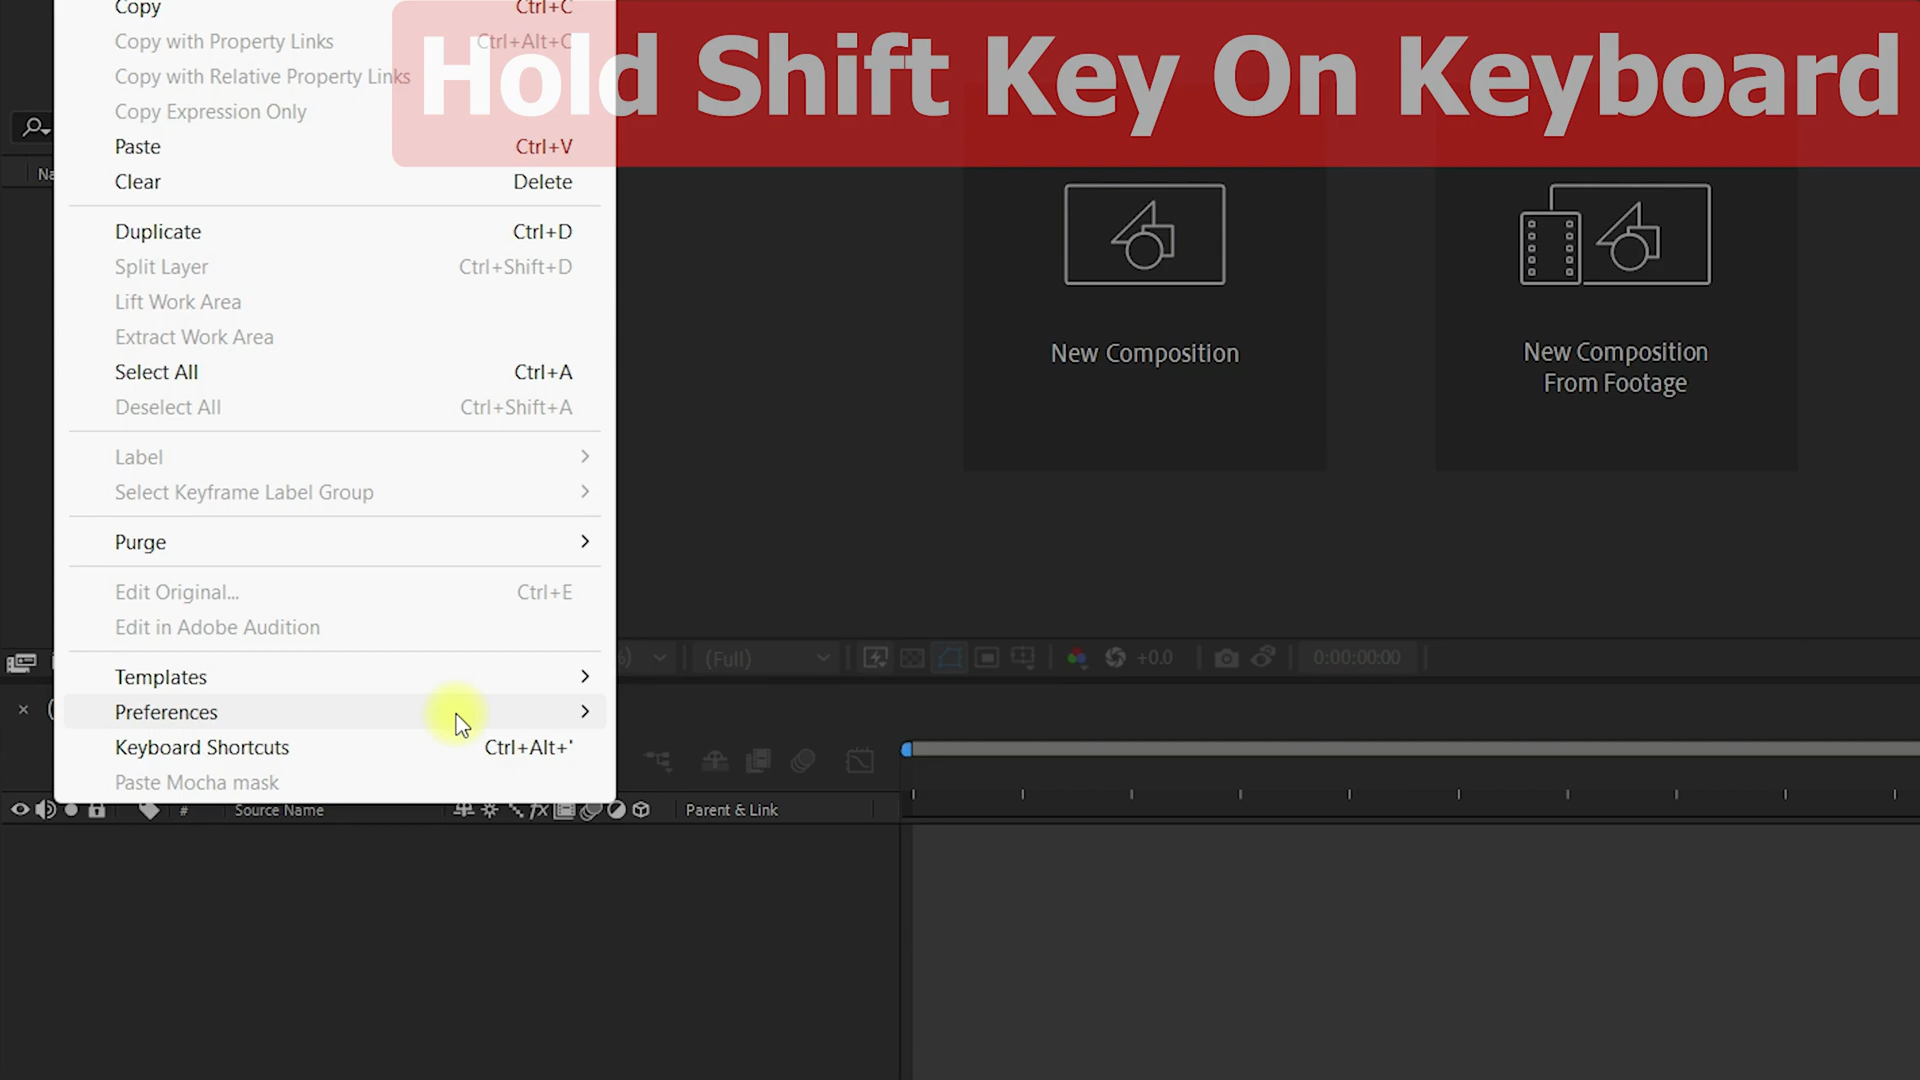 Copy Ctrl+C
Copy with Property Links Ctrl+Alt+C
Copy with Relative Property Links
Copy Expression Only
Paste Ctrl+V
Clear Delete
Duplicate Ctrl+D
Split Layer Ctrl+Shift+D
Lift Work Area
Extract Work Area
Select All Ctrl+A
Deselect All Ctrl+Shift+A
Label
Select Keyframe Label Group
Purge
Edit Original... Ctrl+E
Edit in Adobe Audition
Templates
Preferences
Keyboard Shortcuts Ctrl+Alt+'
Paste Mocha mask
Hold Shift Key On Keyboard
New Composition
New Composition
From Footage
(Full) +0.0 0:00:00:00
# Source Name Parent & Link